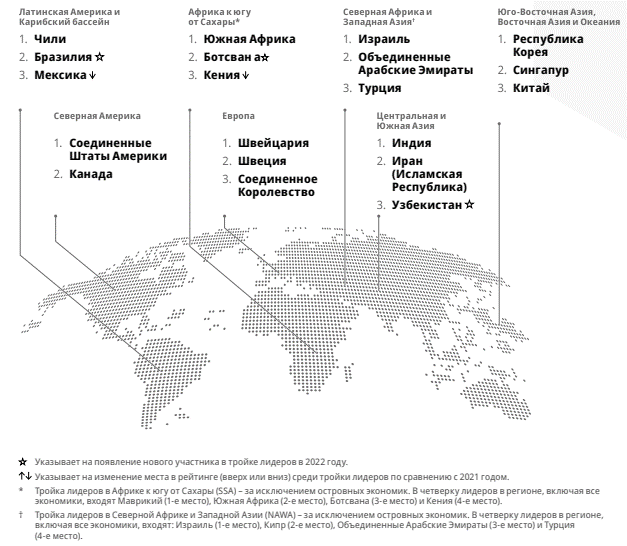 Латинская Америка и
Карибский бассейн
1. Чили
2. Бразилия ☆
3. Мексика ↓
Африка к югу
от Сахары*
1. Южная Африка
2. Ботсван а☆
3. Кения ↓
Северная Африка и
Западная Азия†
1. Израиль
2. Объединенные
Арабские Эмираты
3. Турция
Юго-Восточная Азия,
Восточная Азия и Океания
1. Республика
Корея
2. Сингапур
3. Китай
Северная Америка
1. Соединенные
Штаты Америки
2. Канада
Европа
1. Швейцария
2. Швеция
3. Соединенное
Королевство
Центральная и
Южная Азия
1. Индия
2. Иран
(Исламская
Республика)
3. Узбекистан ☆
☆ Указывает на появление нового участника в тройке лидеров в 2022 году.
↑↓ Указывает на изменение места в рейтинге (вверх или вниз) среди тройки лидеров по сравнению с 2021 годом.
* Тройка лидеров в Африке к югу от Сахары (SSA) – за исключением островных экономик. В четверку лидеров в регионе, включая все
экономики, входят Маврикий (1-е место), Южная Африка (2-е место), Ботсвана (3-е место) и Кения (4-е место).
† Тройка лидеров в Северной Африке и Западной Азии (NAWA) – за исключением островных экономик. В четверку лидеров в регионе,
включая все экономики, входят: Израиль (1-е место), Кипр (2-е место), Объединенные Арабские Эмираты (3-е место) и Турция
(4-е место).